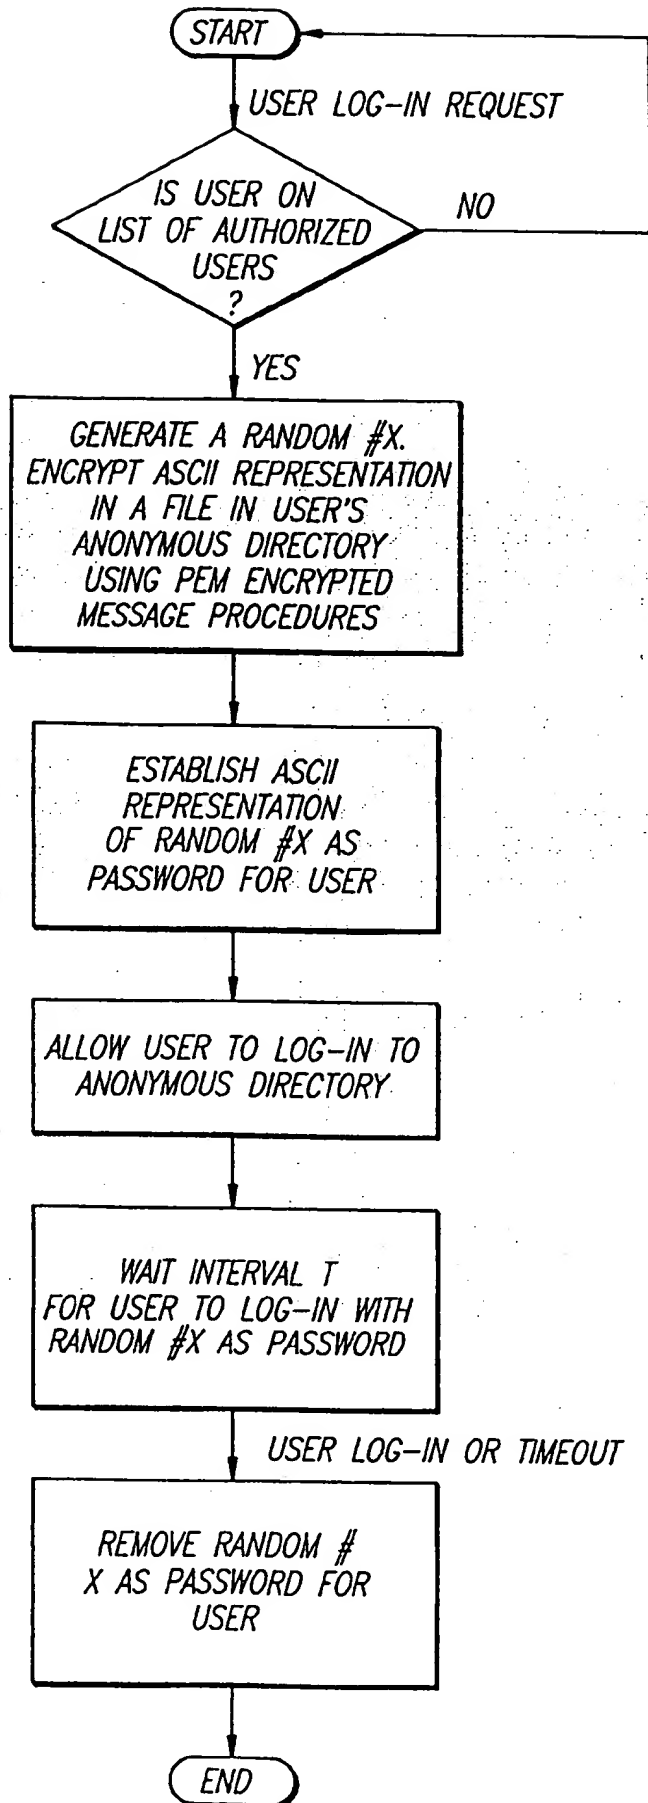 START
USER LOG-IN REQUEST
IS USER ON
LIST OF AUTHORIZED
USERS
?
NO
YES
GENERATE A RANDOM #X.
ENCRYPT ASCII REPRESENTATION
IN A FILE IN USER'S
ANONYMOUS DIRECTORY
USING PEM ENCRYPTED
MESSAGE PROCEDURES
ESTABLISH ASCII
REPRESENTATION
OF RANDOM #X AS
PASSWORD FOR USER
ALLOW USER TO LOG-IN TO
ANONYMOUS DIRECTORY
WAIT INTERVAL T
FOR USER TO LOG-IN WITH
RANDOM #X AS PASSWORD
USER LOG-IN OR TIMEOUT
REMOVE RANDOM #
X AS PASSWORD FOR
USER
END